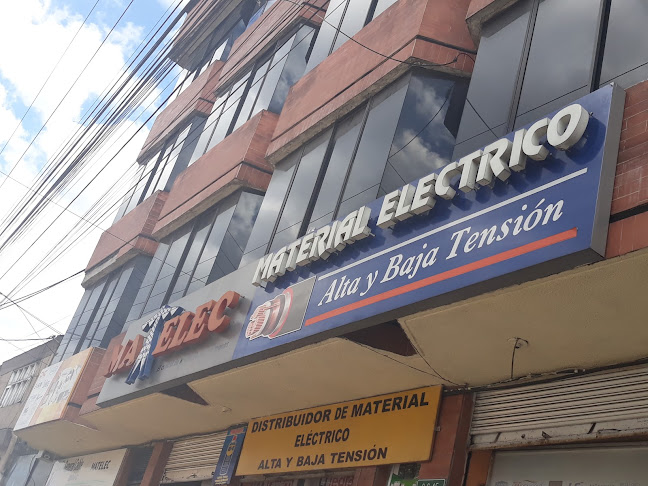 MATERIAL ELECTRICO
Alta y Baja Tensión
MATELEC
DISTRIBUIDOR DE MATERIAL
ELÉCTRICO
ALTA Y BAJA TENSIÓN
MATELEC